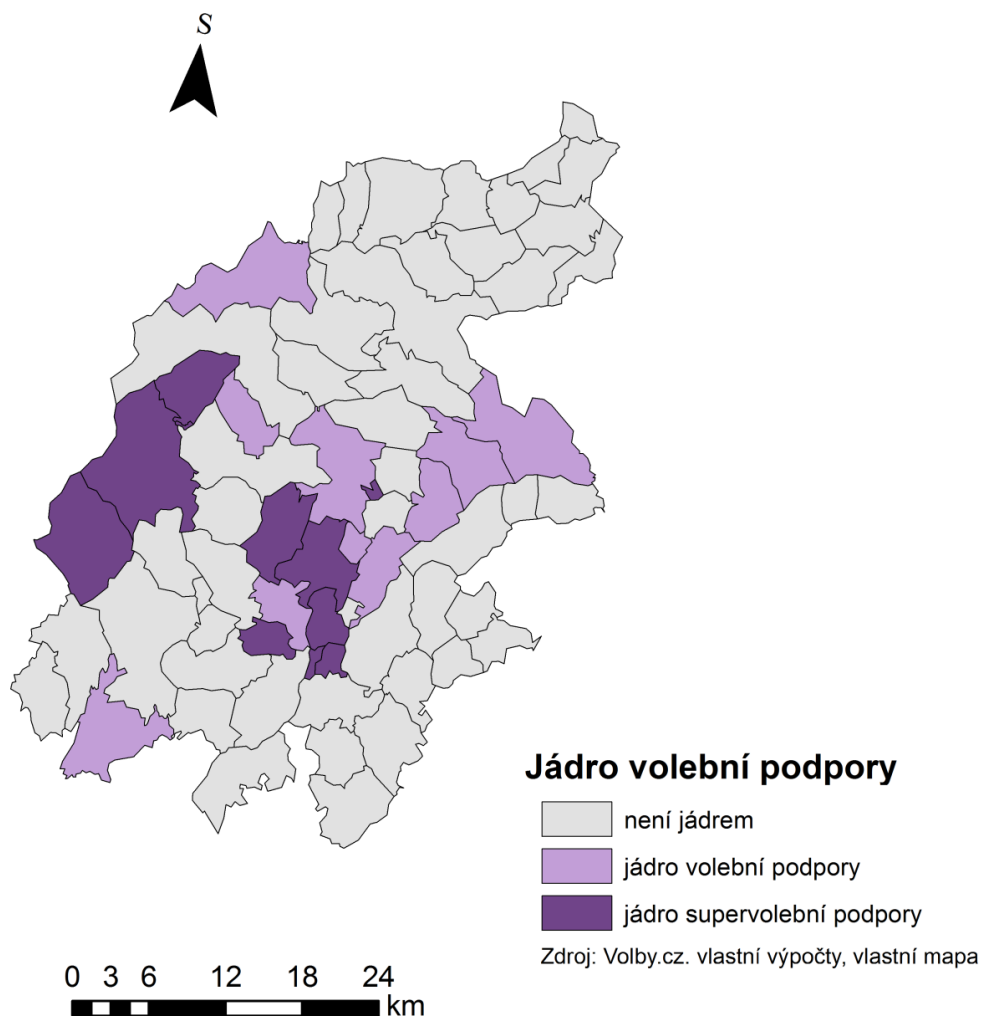 S
Jádro volební podpory
není jádrem
jádro volební podpory
jádro supervolební podpory
Zdroj: Volby.cz. vlastní výpočty, vlastní mapa
0 3 6 12 18 24
km